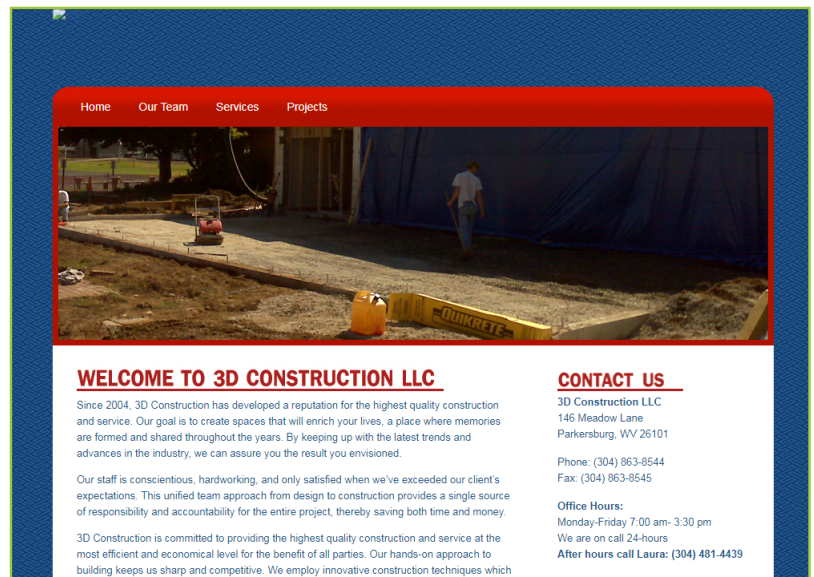 Home Our Team Services Projects
QUIKRETE
WELCOME TO 3D CONSTRUCTION LLC
Since 2004, 3D Construction has developed a reputation for the highest quality construction
and service. Our goal is to create spaces that will enrich your lives, a place where memories
are formed and shared throughout the years. By keeping up with the latest trends and
advances in the industry, we can assure you the result you envisioned.
Our staff is conscientious, hardworking, and only satisfied when we've exceeded our client's
expectations. This unified team approach from design to construction provides a single source
of responsibility and accountability for the entire project, thereby saving both time and money.
3D Construction is committed to providing the highest quality construction and service at the
most efficient and economical level for the benefit of all parties. Our hands-on approach to
building keeps us sharp and competitive. We employ innovative construction techniques which
CONTACT US
3D Construction LLC
146 Meadow Lane
Parkersburg, WV 26101
Phone: (304) 863-8544
Fax: (304) 863-8545
Office Hours:
Monday-Friday 7:00 am- 3:30 pm
We are on call 24-hours
After hours call Laura: (304) 481-4439